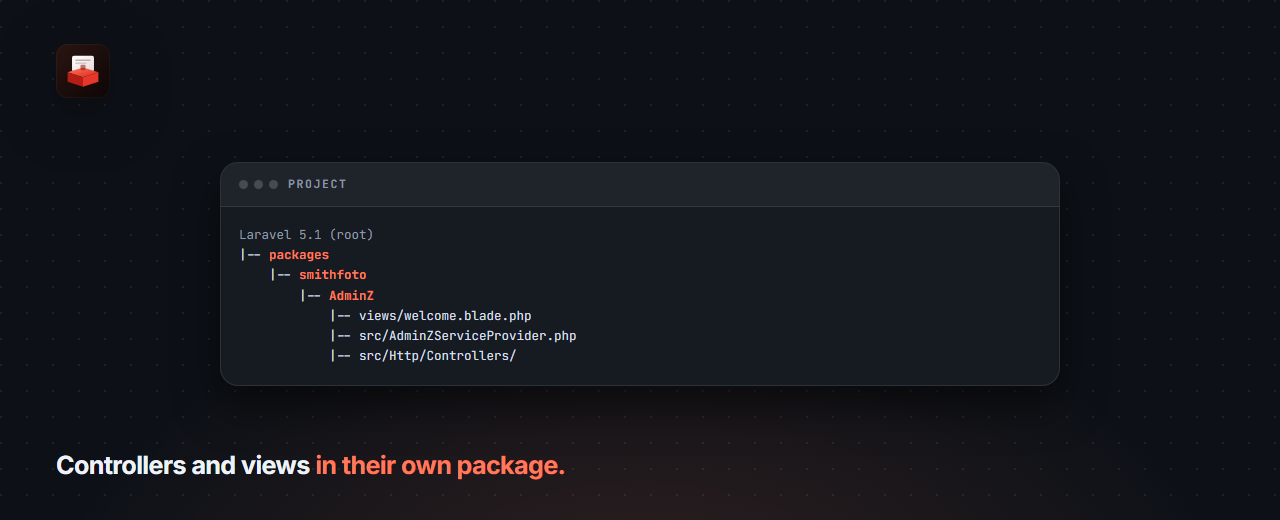 PROJECT
Laravel 5.1 (root)
|-- packages
    |-- smithfoto
        |-- AdminZ
            |-- views/welcome.blade.php
            |-- src/AdminZServiceProvider.php
            |-- src/Http/Controllers/
Controllers and views in their own package.